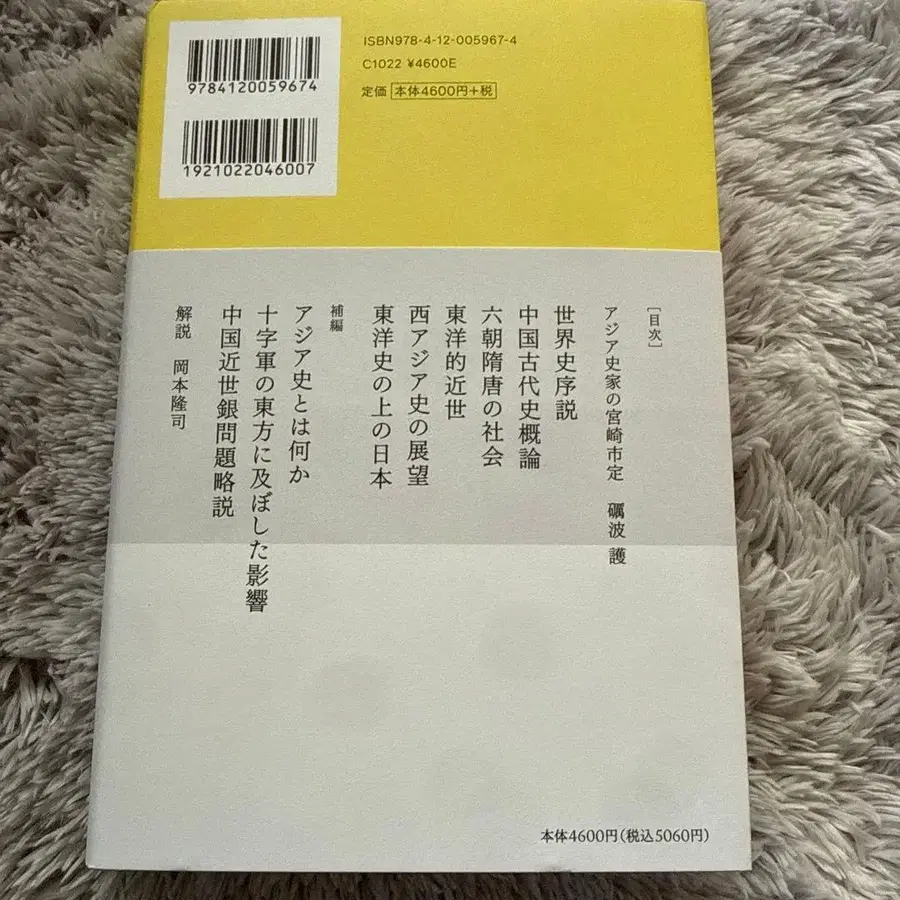 ISBN978-4-12-005967-4
C1022 ¥4600E
定価 本体4600円+税
9784120059674
1921022046007
[目次]
アジア史家の宮崎市定 礪波 護
世界史序説
中国古代史概論
六朝隋唐の社会
東洋的近世
西アジア史の展望
東洋史の上の日本
補編
アジア史とは何か
十字軍の東方に及ぼした影響
中国近世銀問題略説
解説 岡本隆司
本体4600円(税込5060円)